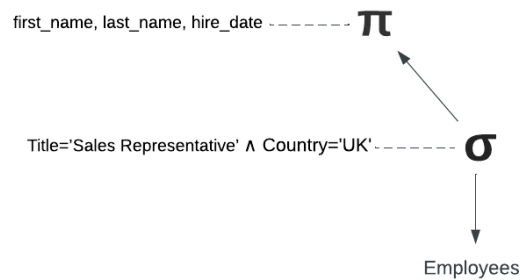 first_name, last_name, hire_date π
Title='Sales Representative' ∧ Country='UK' σ
Employees